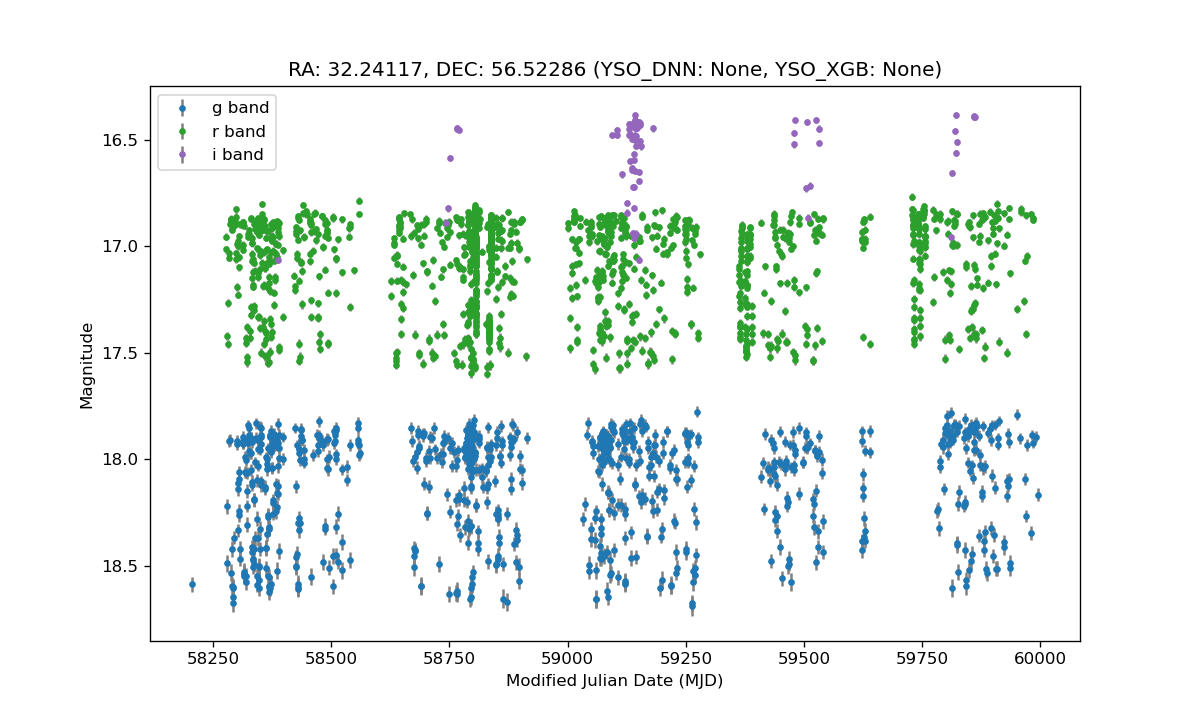 RA: 32.24117, DEC: 56.52286 (YSO_DNN: None, YSO_XGB: None)
g band
r band
i band
16.5
17.0
17.5
18.0
18.5
Magnitude
58250 58500 58750 59000 59250 59500 59750 60000
Modified Julian Date (MJD)